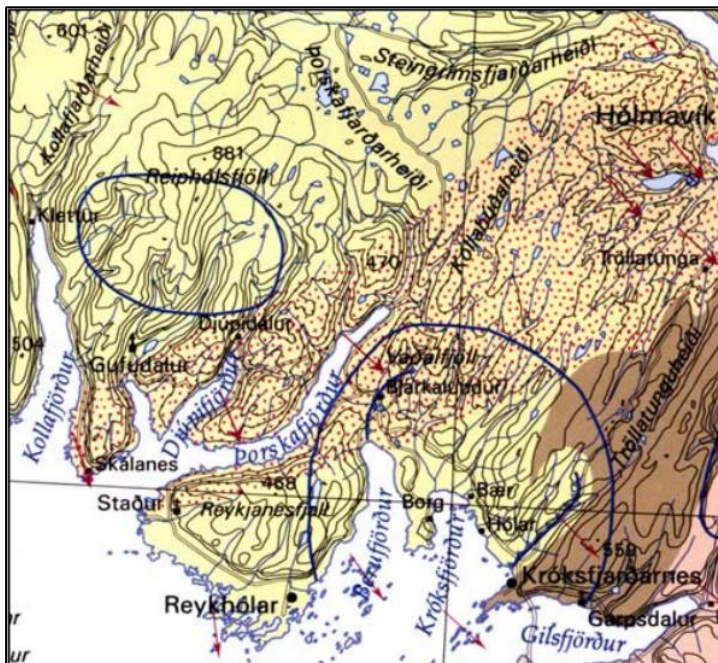 601
Kollafjarðarheiði
Þorskafjarðarheiði
Steingrímsfjarðarheiði
Hólmavík
881
Reiphólsfjöll
Klettur
Kollabúðaheiði
470
Tröllatunga
Djúpidalur
504
Gufudalur
Vaðalfjöll
Bjarkalundur
Tröllatunguheiði
Kollafjörður
Djúpifjörður
Þorskafjörður
Skálanes
468
Staður
Reykjanesfjall
Borg
Bær
Hólar
550
Króksfjarðarnes
Reykhólar
Berufjörður
Króksfjörður
Garpsdalur
Gilsfjörður
ur